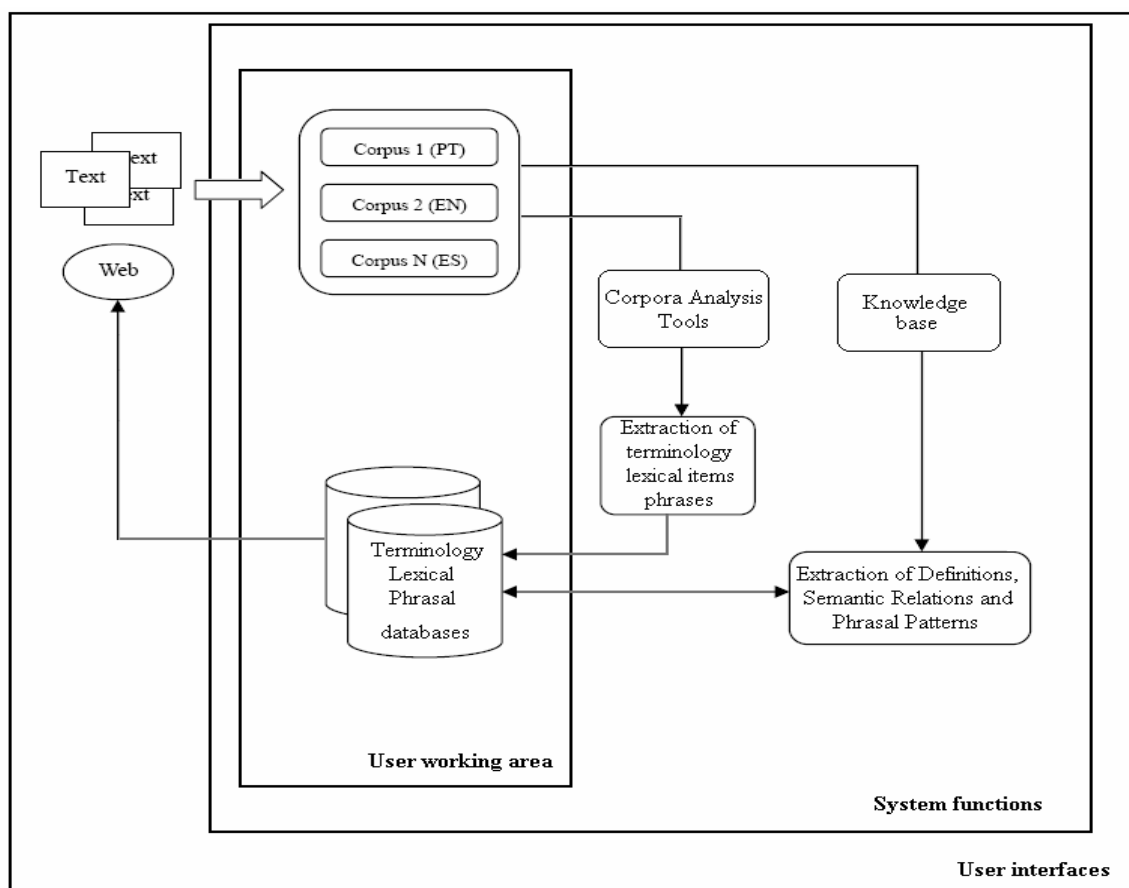 Corpus 1 (PT)
Text
ext
ext
Corpus 2 (EN)
Web
Corpus N (ES)
Corpora Analysis
Tools
Knowledge
base
Extraction of
terminology
lexical items
phrases
Terminology
Lexical
Phrasal
databases
Extraction of Definitions,
Semantic Relations and
Phrasal Patterns
User working area
System functions
User interfaces